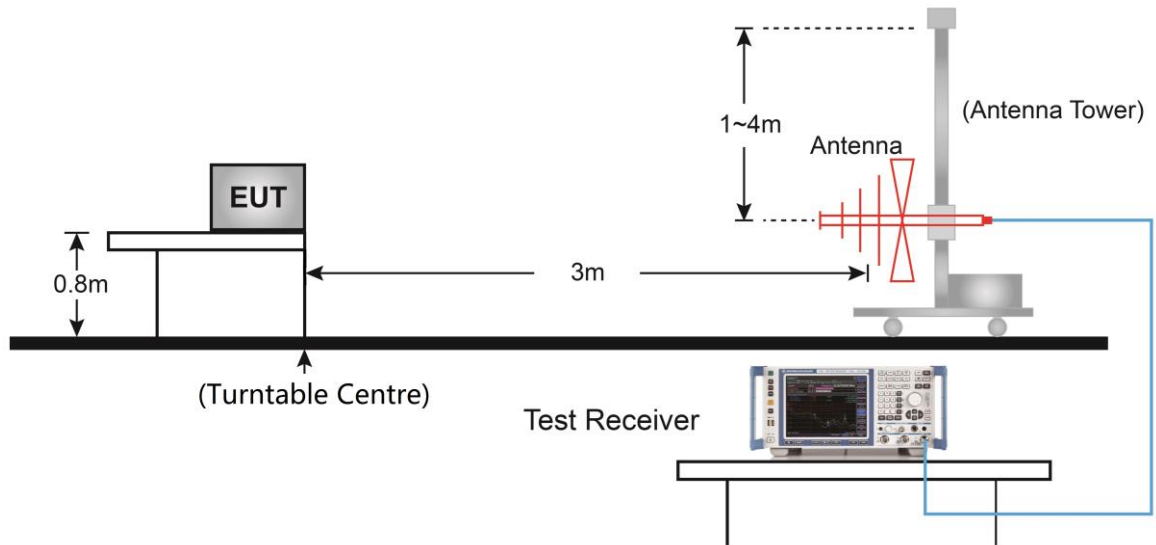 1~4m
(Antenna Tower)
Antenna
EUT
0.8m
3m
(Turntable Centre)
Test Receiver